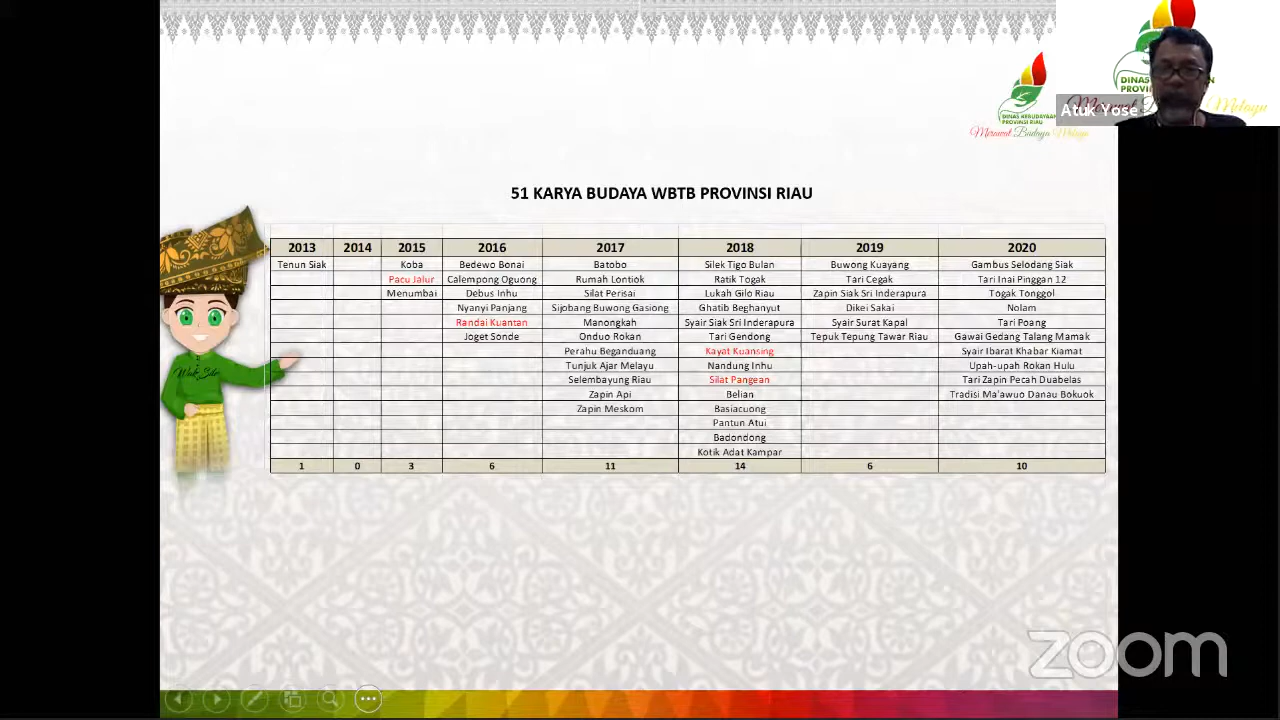 DINAS KEBUDAYAAN
PROVINSI RIAU
Merawat Budaya Melayu
Atuk Yose
51 KARYA BUDAYA WBTB PROVINSI RIAU
2013 2014 2015 2016 2017 2018 2019 2020
Tenun Siak Koba Bedewo Bonai Batobo Silek Tigo Bulan Buwong Kuayang Gambus Selodang Siak
Pacu Jalur Calempong Oguong Rumah Lontiok Ratik Togak Tari Cegak Tari Inai Pinggan 12
Menumbai Debus Inhu Silat Perisai Lukah Gilo Riau Zapin Siak Sri Inderapura Togak Tonggol
Nyanyi Panjang Sijobang Buwong Gasiong Ghatib Beghanyut Dikei Sakai Nolam
Randai Kuantan Manongkah Syair Siak Sri Inderapura Syair Surat Kapal Tari Poang
Joget Sonde Onduo Rokan Tari Gendong Tepuk Tepung Tawar Riau Gawai Gedang Talang Mamak
Perahu Beganduang Kayat Kuansing Syair Ibarat Khabar Kiamat
Tunjuk Ajar Melayu Nandung Inhu Upah-upah Rokan Hulu
Selembayung Riau Silat Pangean Tari Zapin Pecah Duabelas
Zapin Api Belian Tradisi Ma'awuo Danau Bokuok
Zapin Meskom Basiacuong
Pantun Atui
Badondong
Kotik Adat Kampar
1 0 3 6 11 14 6 10
zoom